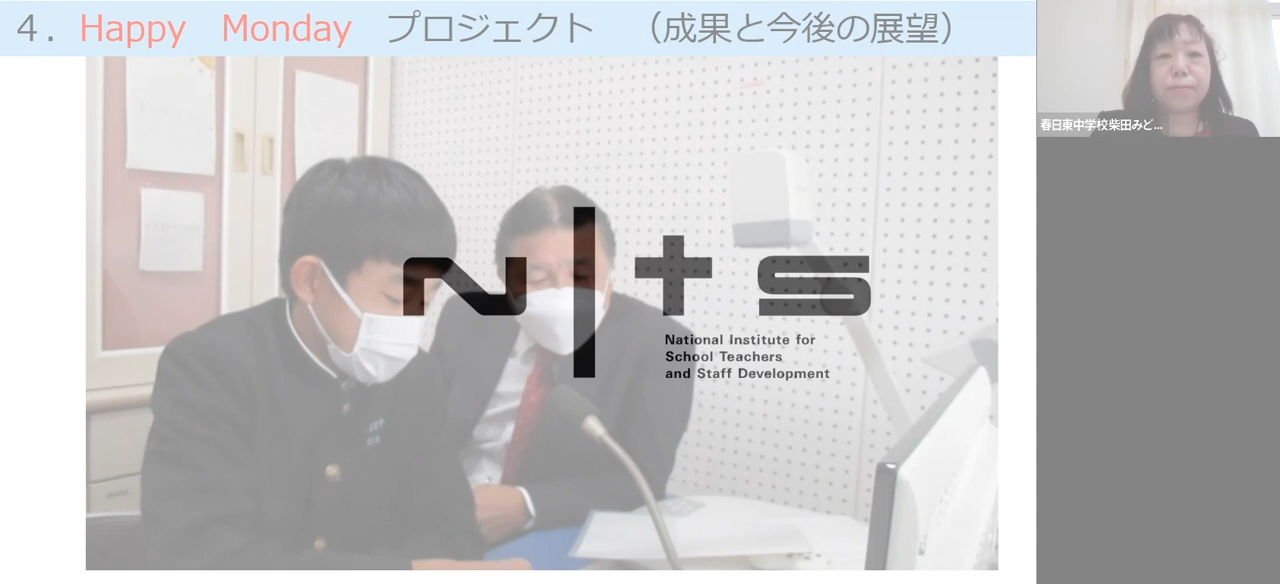 4．Happy Monday プロジェクト （成果と今後の展望）
春日東中学校柴田みど...
nits
National Institute for
School Teachers
and Staff Development